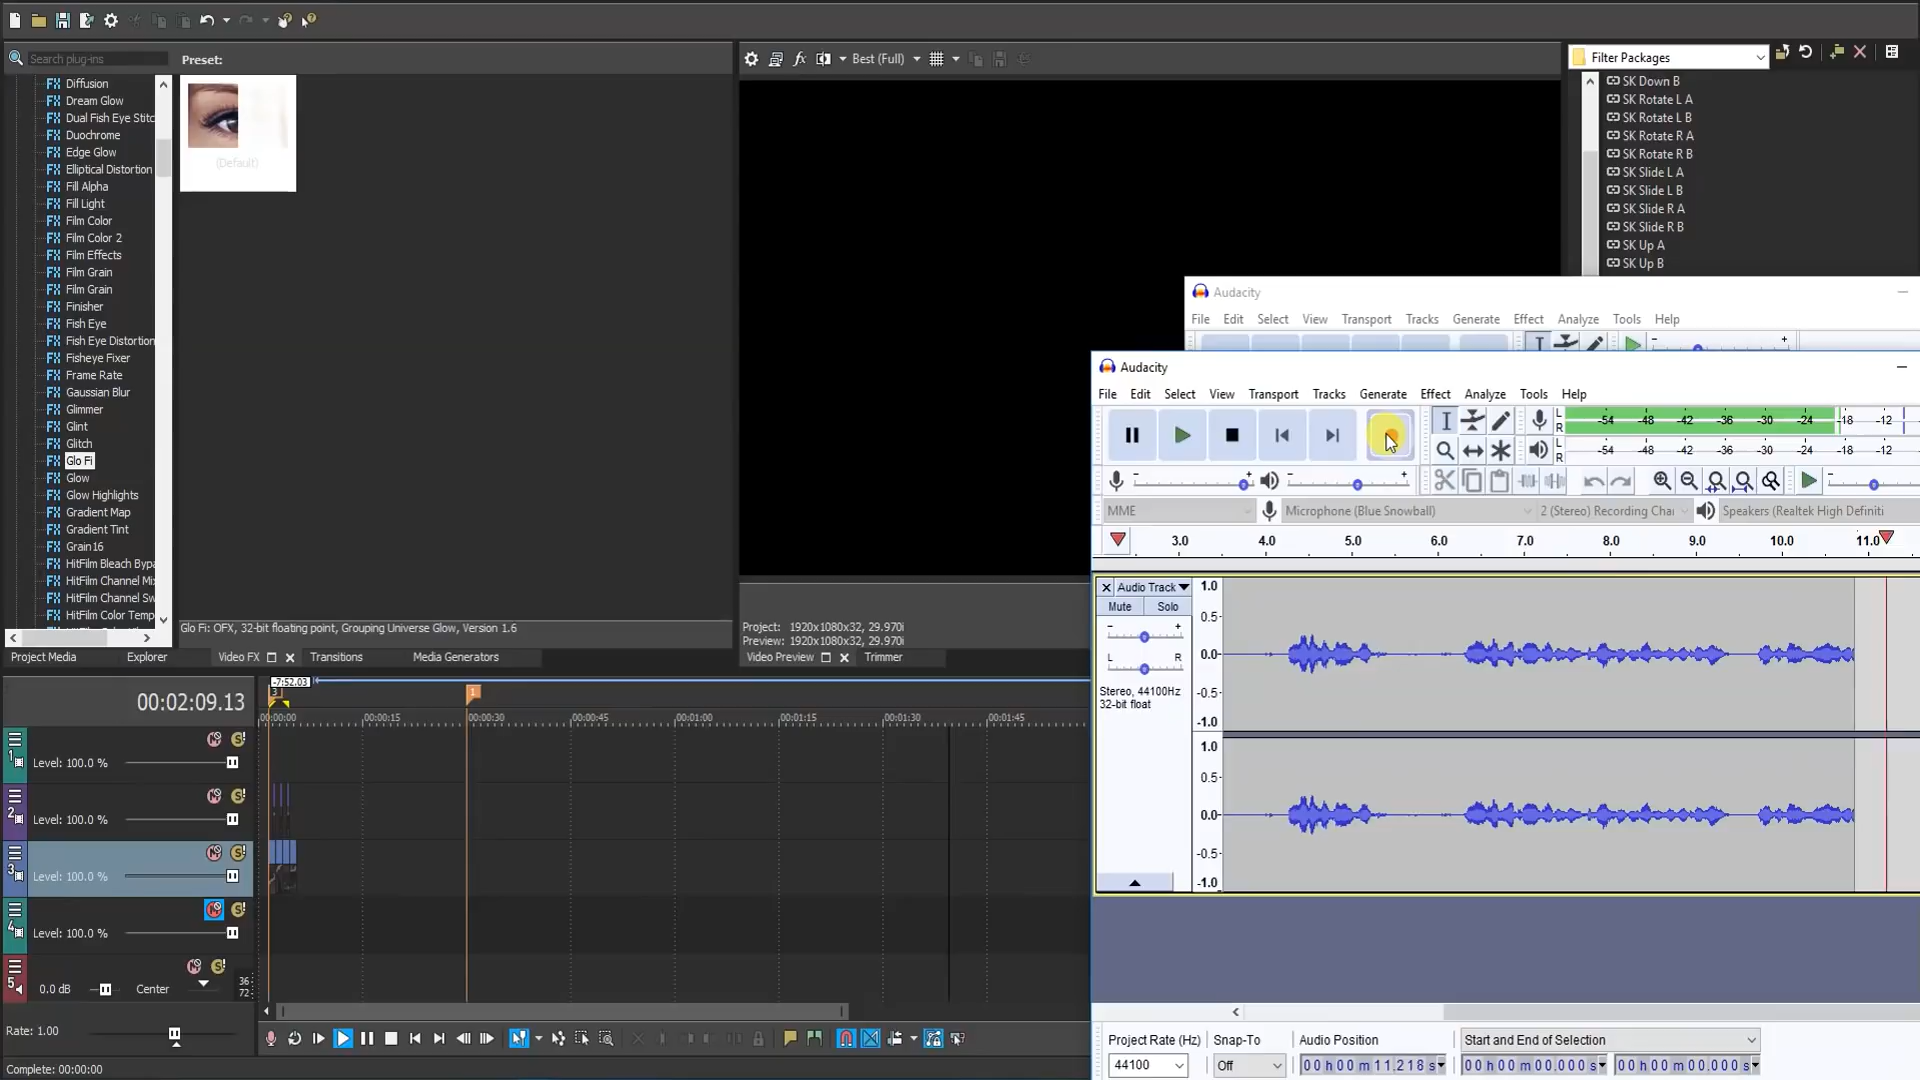 Search plug-ins
Preset:
Diffusion
Dream Glow
Dual Fish Eye Stitc
Duochrome
Edge Glow
Elliptical Distortion
Fill Alpha
Fill Light
Film Color
Film Color 2
Film Effects
Film Grain
Film Grain
Finisher
Fish Eye
Fish Eye Distortion
Fisheye Fixer
Frame Rate
Gaussian Blur
Glimmer
Glint
Glitch
Glo Fi
Glow
Glow Highlights
Gradient Map
Gradient Tint
Grain16
HitFilm Bleach Bypa
HitFilm Channel Mi
HitFilm Channel Sw
HitFilm Color Temp
(Default)
Glo Fi: OFX, 32-bit floating point, Grouping Universe Glow, Version 1.6
Project Media
Explorer
Video FX
Transitions
Media Generators
Best (Full)
Project: 1920x1080x32, 29.970i
Preview: 1920x1080x32, 29.970i
Video Preview
Trimmer
Filter Packages
SK Down B
SK Rotate L A
SK Rotate L B
SK Rotate R A
SK Rotate R B
SK Slide L A
SK Slide L B
SK Slide R A
SK Slide R B
SK Up A
SK Up B
Audacity
File Edit Select View Transport Tracks Generate Effect Analyze Tools Help
Audacity
File Edit Select View Transport Tracks Generate Effect Analyze Tools Help
L R -54 -48 -42 -36 -30 -24 -18 -12
L R -54 -48 -42 -36 -30 -24 -18 -12
MME
Microphone (Blue Snowball)
2 (Stereo) Recording Chai
Speakers (Realtek High Definiti
3.0 4.0 5.0 6.0 7.0 8.0 9.0 10.0 11.0
Audio Track
Mute Solo
L R
Stereo, 44100Hz
32-bit float
1.0
0.5
0.0
-0.5
-1.0
1.0
0.5
0.0
-0.5
-1.0
Project Rate (Hz)
Snap-To
Audio Position
Start and End of Selection
44100
Off
00 h 00 m 11.218 s
00 h 00 m 00.000 s
00 h 00 m 00.000 s
00:02:09.13
-7:52.03
3
1
00:00:00 00:00:15 00:00:30 00:00:45 00:01:00 00:01:15 00:01:30 00:01:45
1
Level: 100.0 %
2
Level: 100.0 %
3
Level: 100.0 %
4
Level: 100.0 %
5
0.0 dB
Center
36
72
Rate: 1.00
Complete: 00:00:00